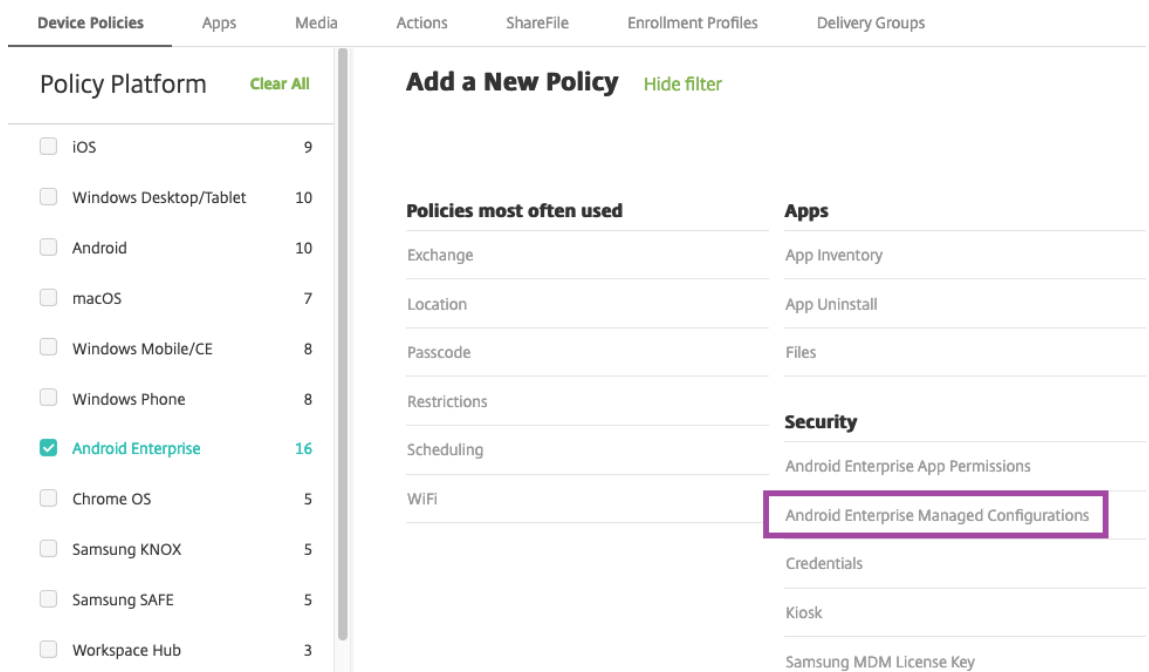 Device Policies Apps Media Actions ShareFile Enrollment Profiles Delivery Groups
Policy Platform Clear All
iOS 9
Windows Desktop/Tablet 10
Android 10
macOS 7
Windows Mobile/CE 8
Windows Phone 8
Android Enterprise 16
Chrome OS 5
Samsung KNOX 5
Samsung SAFE 5
Workspace Hub 3
Add a New Policy Hide filter
Policies most often used
Exchange
Location
Passcode
Restrictions
Scheduling
WiFi
Apps
App Inventory
App Uninstall
Files
Security
Android Enterprise App Permissions
Android Enterprise Managed Configurations
Credentials
Kiosk
Samsung MDM License Key